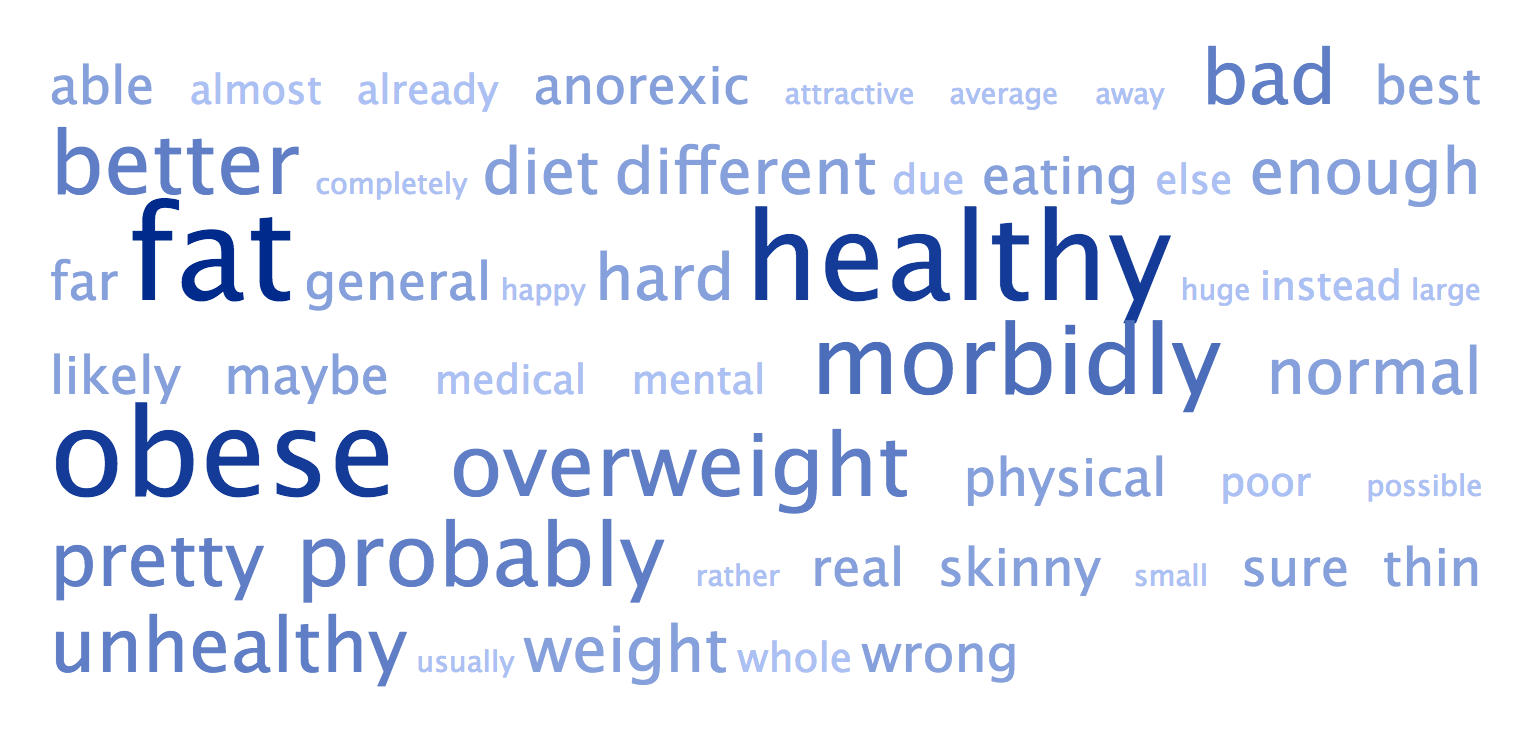 able almost already anorexic attractive average away bad best
better completely diet different due eating else enough
far fat general happy hard healthy huge instead large
likely maybe medical mental morbidly normal
obese overweight physical poor possible
pretty probably rather real skinny small sure thin
unhealthy usually weight whole wrong